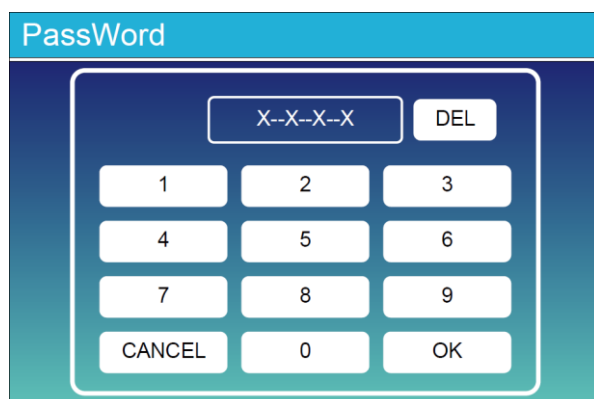 PassWord
X--X--X--X DEL
1 2 3
4 5 6
7 8 9
CANCEL 0 OK